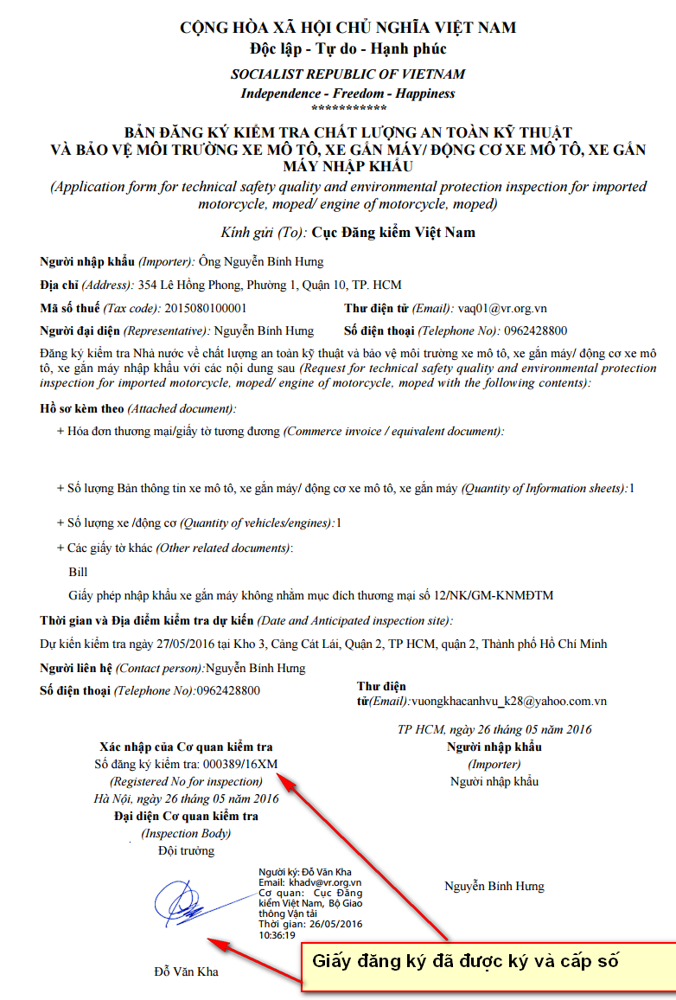 CỘNG HÒA XÃ HỘI CHỦ NGHĨA VIỆT NAM
Độc lập - Tự do - Hạnh phúc
SOCIALIST REPUBLIC OF VIETNAM
Independence - Freedom - Happiness
***********
BẢN ĐĂNG KÝ KIỂM TRA CHẤT LƯỢNG AN TOÀN KỸ THUẬT
VÀ BẢO VỆ MÔI TRƯỜNG XE MÔ TÔ, XE GẮN MÁY/ ĐỘNG CƠ XE MÔ TÔ, XE GẮN
MÁY NHẬP KHẨU
(Application form for technical safety quality and environmental protection inspection for imported
motorcycle, moped/ engine of motorcycle, moped)
Kính gửi (To): Cục Đăng kiểm Việt Nam
Người nhập khẩu (Importer): Ông Nguyễn Bính Hưng
Địa chỉ (Address): 354 Lê Hồng Phong, Phường 1, Quận 10, TP. HCM
Mã số thuế (Tax code): 2015080100001 Thư điện tử (Email): vaq01@vr.org.vn
Người đại diện (Representative): Nguyễn Bính Hưng Số điện thoại (Telephone No): 0962428800
Đăng ký kiểm tra Nhà nước về chất lượng an toàn kỹ thuật và bảo vệ môi trường xe mô tô, xe gắn máy/ động cơ xe mô
tô, xe gắn máy nhập khẩu với các nội dung sau (Request for technical safety quality and environmental protection
inspection for imported motorcycle, moped/ engine of motorcycle, moped with the following contents):
Hồ sơ kèm theo (Attached document):
+ Hóa đơn thương mại/giấy tờ tương đương (Commerce invoice / equivalent document):
+ Số lượng Bản thông tin xe mô tô, xe gắn máy/ động cơ xe mô tô, xe gắn máy (Quantity of Information sheets):1
+ Số lượng xe /động cơ (Quantity of vehicles/engines):1
+ Các giấy tờ khác (Other related documents):
Bill
Giấy phép nhập khẩu xe gắn máy không nhằm mục đích thương mại số 12/NK/GM-KNMĐTM
Thời gian và Địa điểm kiểm tra dự kiến (Date and Anticipated inspection site):
Dự kiến kiểm tra ngày 27/05/2016 tại Kho 3, Cảng Cát Lái, Quận 2, TP HCM, quận 2, Thành phố Hồ Chí Minh
Người liên hệ (Contact person):Nguyễn Bính Hưng
Số điện thoại (Telephone No):0962428800
Thư điện
tử(Email):vuongkhacanhvu_k28@yahoo.com.vn
TP HCM, ngày 26 tháng 05 năm 2016
Xác nhập của Cơ quan kiểm tra
Số đăng ký kiểm tra: 000389/16XM
(Registered No for inspection)
Hà Nội, ngày 26 tháng 05 năm 2016
Đại diện Cơ quan kiểm tra
(Inspection Body)
Đội trưởng
Người ký: Đỗ Văn Kha
Email: khadv@vr.org.vn
Cơ quan: Cục Đăng
kiểm Việt Nam, Bộ Giao
thông Vận tải
Thời gian: 26/05/2016
10:36:19
Đỗ Văn Kha
Người nhập khẩu
(Importer)
Người nhập khẩu
Nguyễn Bính Hưng
Giấy đăng ký đã được ký và cấp số